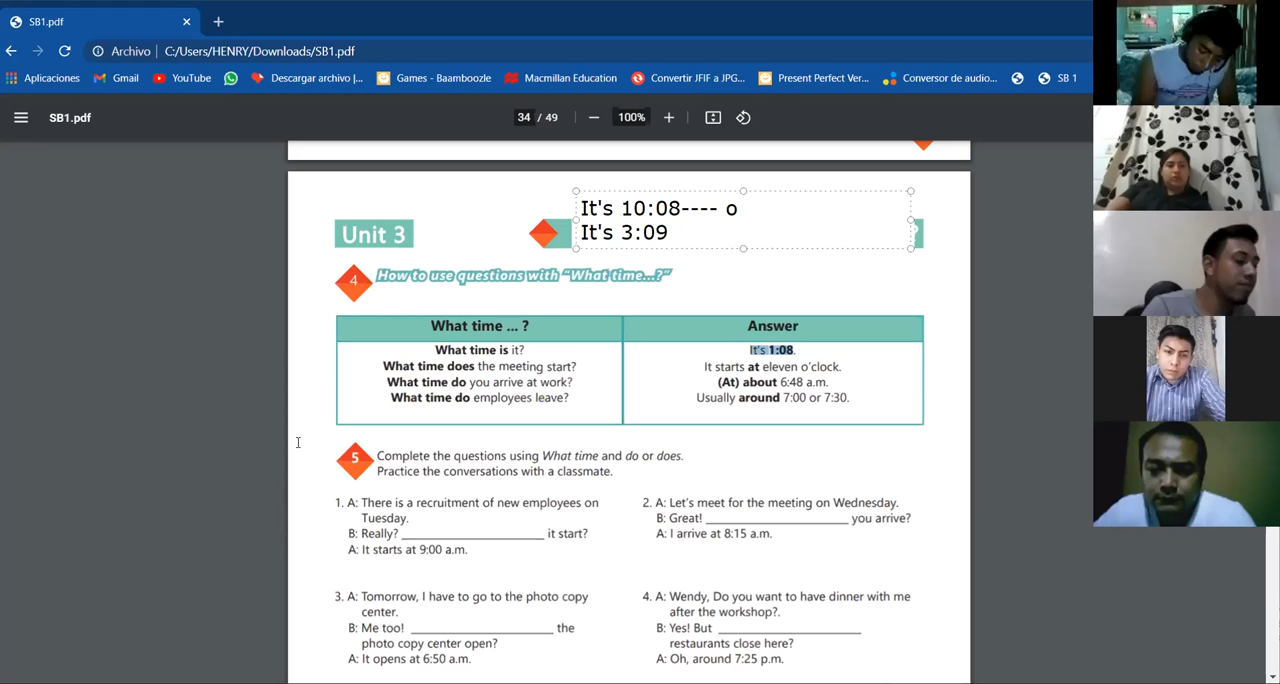 SB1.pdf
Archivo C:/Users/HENRY/Downloads/SB1.pdf
Aplicaciones Gmail YouTube Descargar archivo |... Games - Baamboozle Macmillan Education Convertir JFIF a JPG... Present Perfect Ver... Conversor de audio... SB 1
SB1.pdf 34 / 49 100%
It's 10:08---- o
It's 3:09
Unit 3
?
4 How to use questions with “What time...?”
What time ... ? Answer
What time is it? It's 1:08.
What time does the meeting start? It starts at eleven o'clock.
What time do you arrive at work? (At) about 6:48 a.m.
What time do employees leave? Usually around 7:00 or 7:30.
5 Complete the questions using What time and do or does.
Practice the conversations with a classmate.
1. A: There is a recruitment of new employees on
Tuesday.
B: Really? ____________________ it start?
A: It starts at 9:00 a.m.
2. A: Let's meet for the meeting on Wednesday.
B: Great! ____________________ you arrive?
A: I arrive at 8:15 a.m.
3. A: Tomorrow, I have to go to the photo copy
center.
B: Me too! ____________________ the
photo copy center open?
A: It opens at 6:50 a.m.
4. A: Wendy, Do you want to have dinner with me
after the workshop?.
B: Yes! But ____________________
restaurants close here?
A: Oh, around 7:25 p.m.